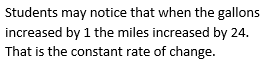 Students may notice that when the gallons
increased by 1 the miles increased by 24.
That is the constant rate of change.